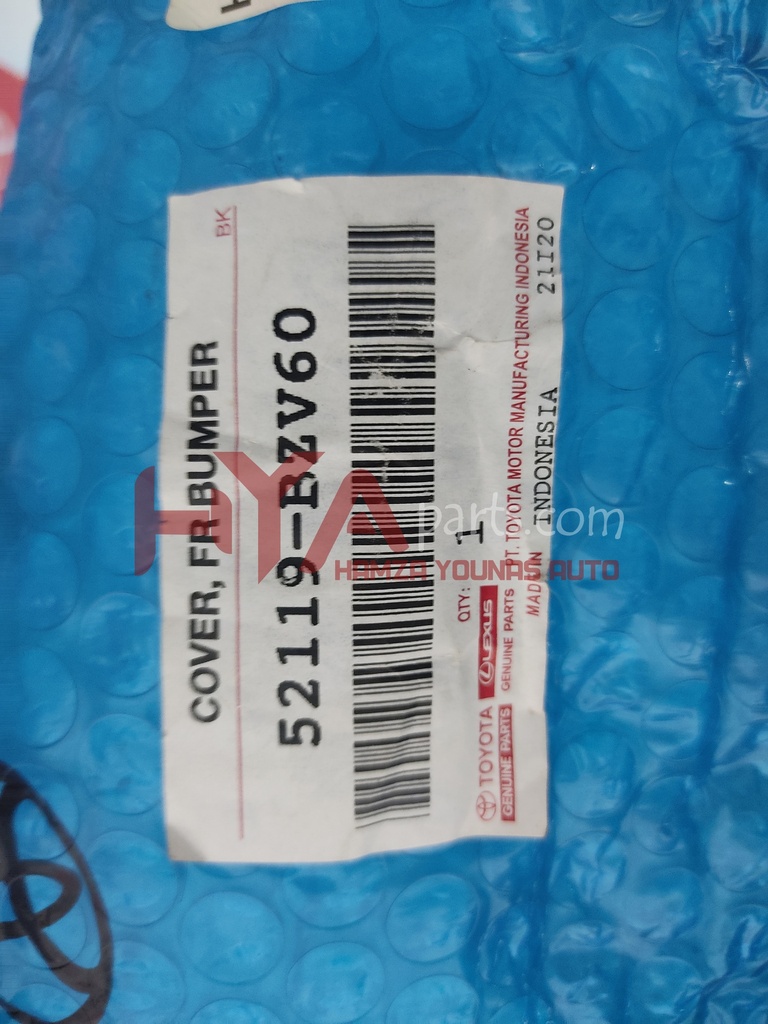 BK
COVER, FR BUMPER
52119-BZV60
QTY: 1
TOYOTA
GENUINE PARTS
LEXUS
GENUINE PARTS
PT. TOYOTA MOTOR MANUFACTURING INDONESIA
MADE IN INDONESIA 21I20
HYA parts.com
HAMZA YOUNAS AUTO